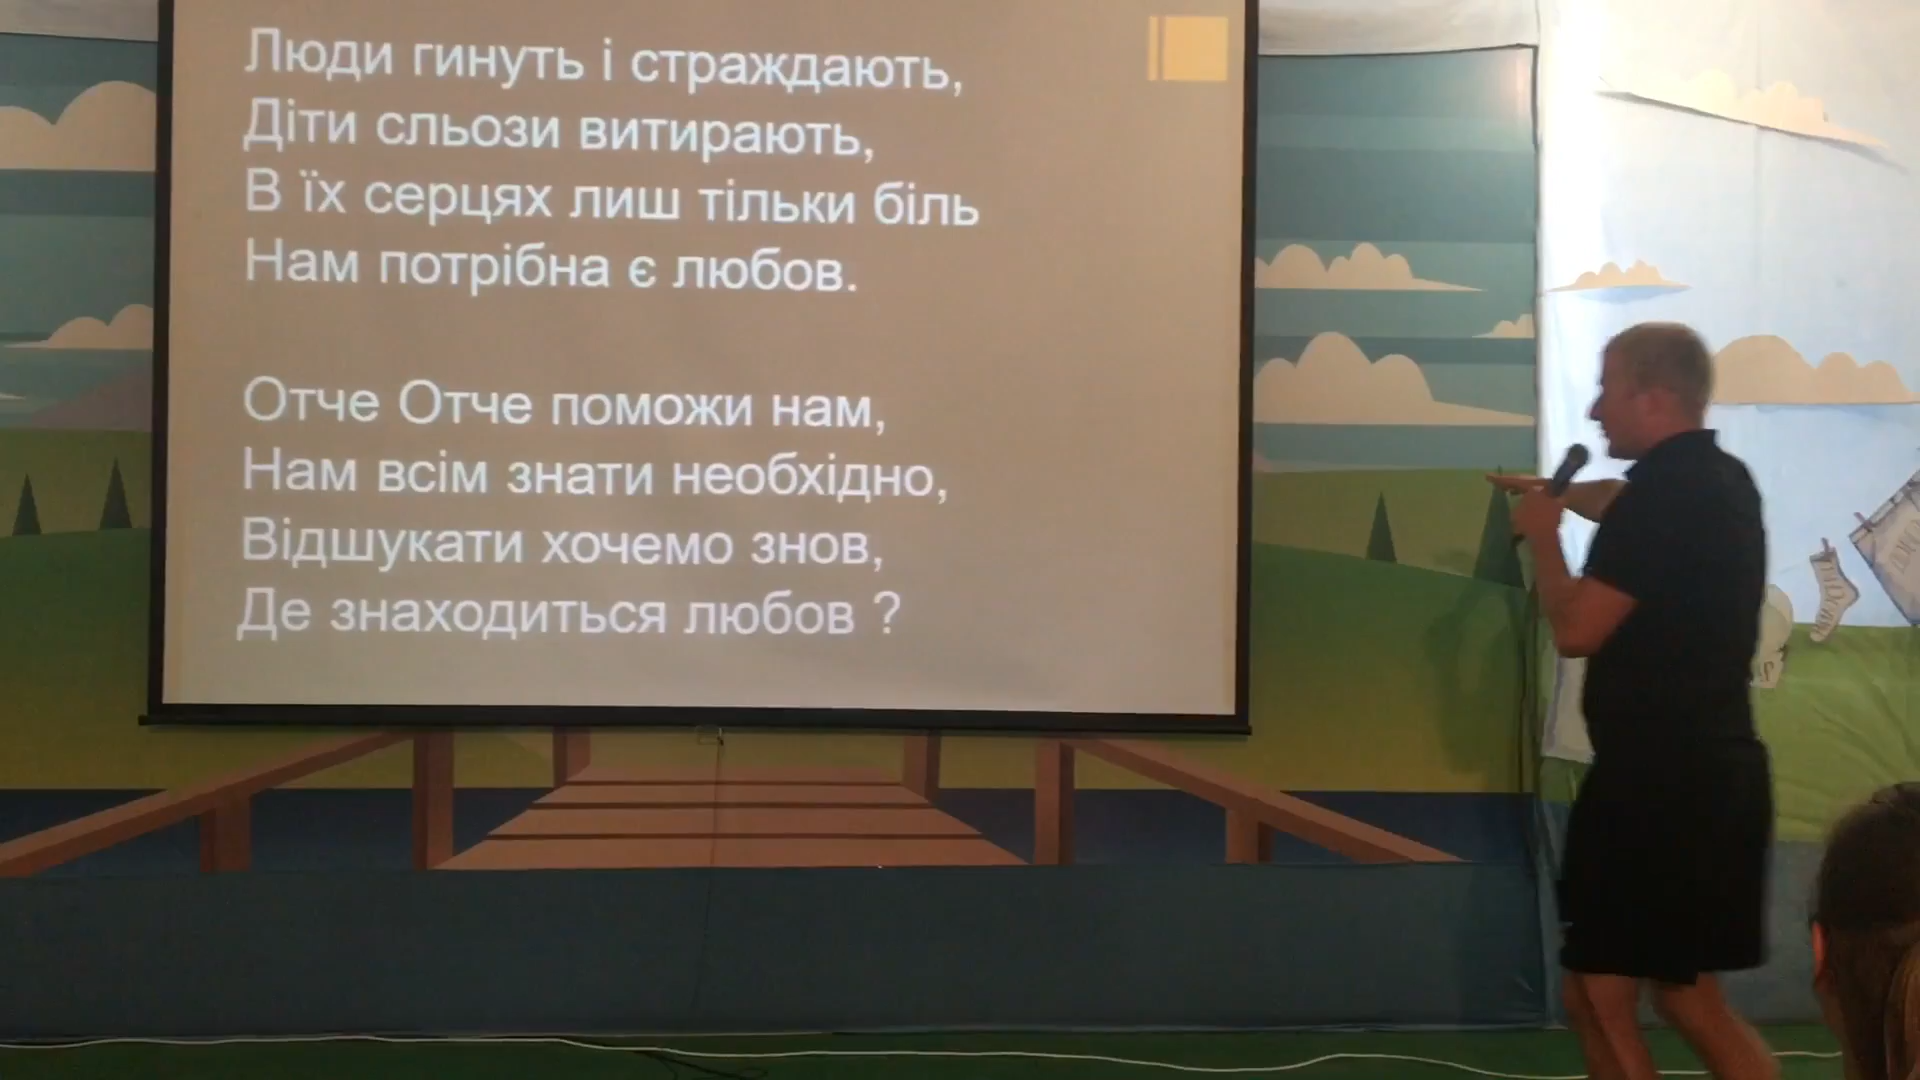 Люди гинуть і страждають,
Діти сльози витирають,
В їх серцях лиш тільки біль
Нам потрібна є любов.
Отче Отче поможи нам,
Нам всім знати необхідно,
Відшукати хочемо знов,
Де знаходиться любов ?